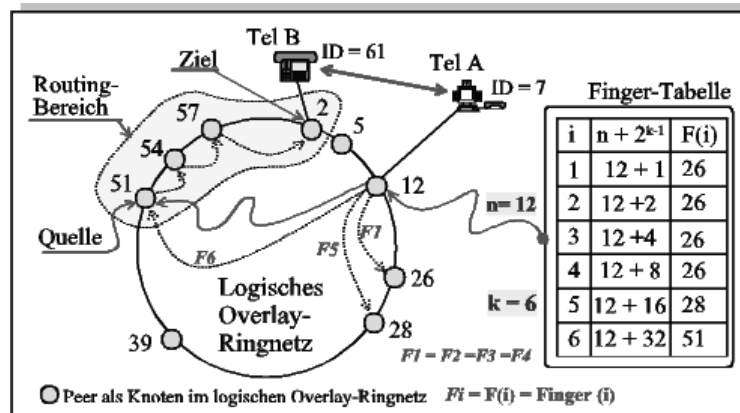 Tel B
ID = 61
Ziel
Tel A
ID = 7
Routing-
Bereich
57
2
5
54
51
12
Quelle
F6
F5
F1
26
28
39
Logisches
Overlay-
Ringnetz
n= 12
k = 6
F1 = F2 =F3 =F4
Finger-Tabelle
i n + 2^{k-1} F(i)
1 12 + 1 26
2 12 +2 26
3 12 +4 26
4 12 + 8 26
5 12 + 16 28
6 12 + 32 51
Peer als Knoten im logischen Overlay-Ringnetz Fi = F(i) = Finger (i)